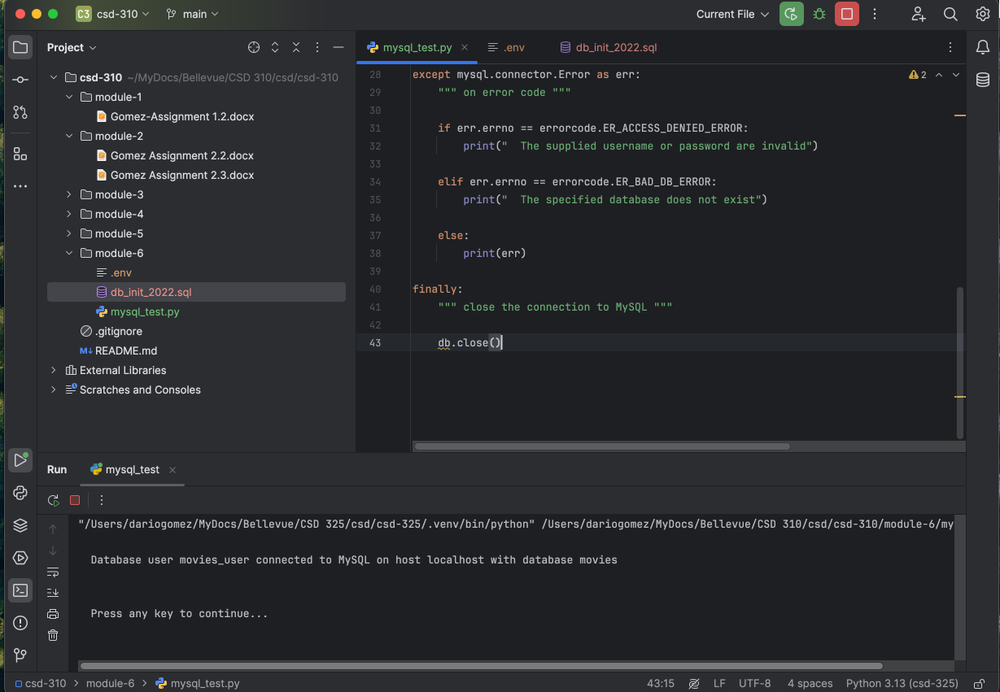 C3 csd-310 main Current File
Project
mysql_test.py .env db_init_2022.sql
csd-310 ~/MyDocs/Bellevue/CSD 310/csd/csd-310
module-1
Gomez-Assignment 1.2.docx
module-2
Gomez Assignment 2.2.docx
Gomez Assignment 2.3.docx
module-3
module-4
module-5
module-6
.env
db_init_2022.sql
mysql_test.py
.gitignore
M↓ README.md
External Libraries
Scratches and Consoles
2
28 except mysql.connector.Error as err:
29     """ on error code """
30
31     if err.errno == errorcode.ER_ACCESS_DENIED_ERROR:
32         print("  The supplied username or password are invalid")
33
34     elif err.errno == errorcode.ER_BAD_DB_ERROR:
35         print("  The specified database does not exist")
36
37     else:
38         print(err)
39
40 finally:
41     """ close the connection to MySQL """
42
43     db.close()
Run mysql_test
"/Users/dariogomez/MyDocs/Bellevue/CSD 325/csd/csd-325/.venv/bin/python" /Users/dariogomez/MyDocs/Bellevue/CSD 310/csd/csd-310/module-6/my
Database user movies_user connected to MySQL on host localhost with database movies
Press any key to continue...
csd-310 > module-6 > mysql_test.py 43:15 LF UTF-8 4 spaces Python 3.13 (csd-325)